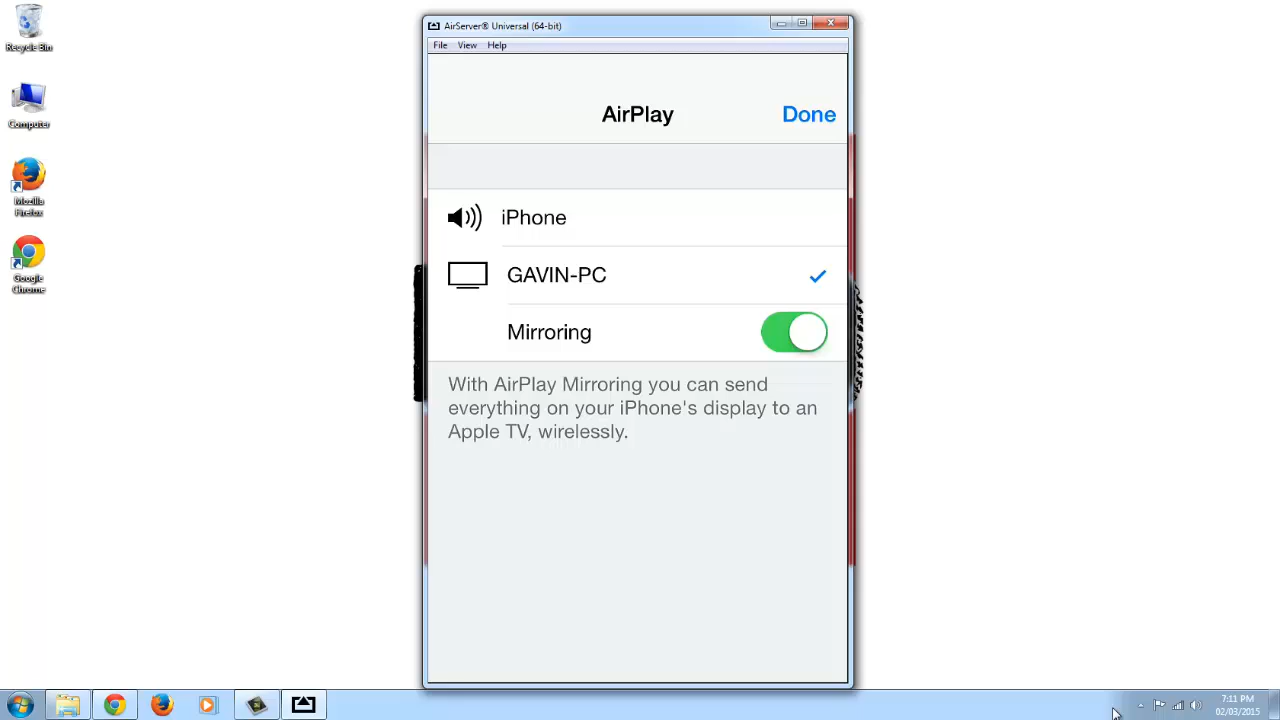 Recycle Bin
Computer
Mozilla
Firefox
Google
Chrome
AirServer® Universal (64-bit)
File View Help
AirPlay Done
iPhone
GAVIN-PC
Mirroring
With AirPlay Mirroring you can send
everything on your iPhone's display to an
Apple TV, wirelessly.
7:11 PM
02/03/2015